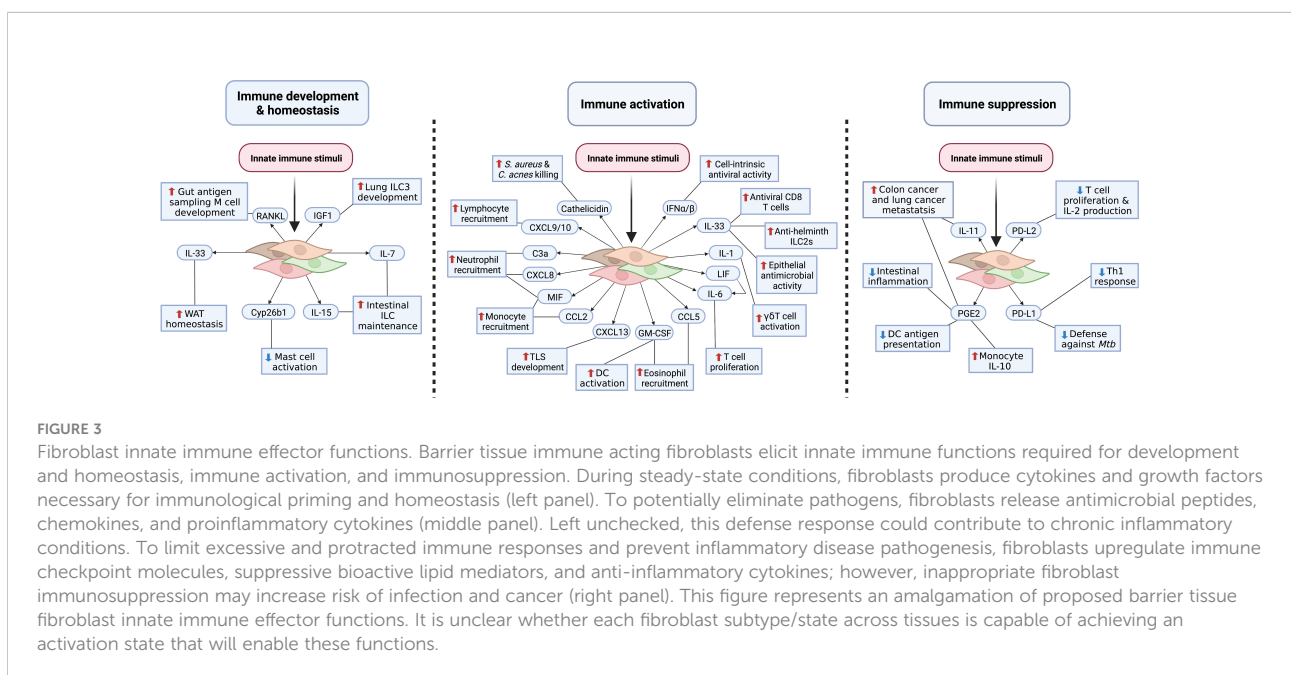 Immune development
& homeostasis
Innate immune stimuli
↑ Gut antigen
sampling M cell
development
↑ Lung ILC3
development
RANKL
IGF1
IL-33
IL-7
↑ WAT
homeostasis
Cyp26b1
IL-15
↑ Intestinal
ILC
maintenance
↓ Mast cell
activation
Immune activation
Innate immune stimuli
↑ S. aureus &
C. acnes killing
↑ Cell-intrinsic
antiviral activity
Cathelicidin
IFNα/β
↑ Lymphocyte
recruitment
CXCL9/10
IL-33
↑ Antiviral CD8
T cells
↑ Anti-helminth
ILC2s
↑ Epithelial
antimicrobial
activity
↑ Neutrophil
recruitment
C3a
CXCL8
MIF
IL-1
LIF
IL-6
↑ Monocyte
recruitment
CCL2
CXCL13
GM-CSF
CCL5
↑ γδT cell
activation
↑ TLS
development
↑ DC
activation
↑ Eosinophil
recruitment
↑ T cell
proliferation
Immune suppression
Innate immune stimuli
↑ Colon cancer
and lung cancer
metastatsis
↓ T cell
proliferation &
IL-2 production
IL-11
PD-L2
↓ Intestinal
inflammation
↓ Th1
response
PGE2
PD-L1
↓ DC antigen
presentation
↑ Monocyte
IL-10
↓ Defense
against Mtb
FIGURE 3
Fibroblast innate immune effector functions. Barrier tissue immune acting fibroblasts elicit innate immune functions required for development
and homeostasis, immune activation, and immunosuppression. During steady-state conditions, fibroblasts produce cytokines and growth factors
necessary for immunological priming and homeostasis (left panel). To potentially eliminate pathogens, fibroblasts release antimicrobial peptides,
chemokines, and proinflammatory cytokines (middle panel). Left unchecked, this defense response could contribute to chronic inflammatory
conditions. To limit excessive and protracted immune responses and prevent inflammatory disease pathogenesis, fibroblasts upregulate immune
checkpoint molecules, suppressive bioactive lipid mediators, and anti-inflammatory cytokines; however, inappropriate fibroblast
immunosuppression may increase risk of infection and cancer (right panel). This figure represents an amalgamation of proposed barrier tissue
fibroblast innate immune effector functions. It is unclear whether each fibroblast subtype/state across tissues is capable of achieving an
activation state that will enable these functions.